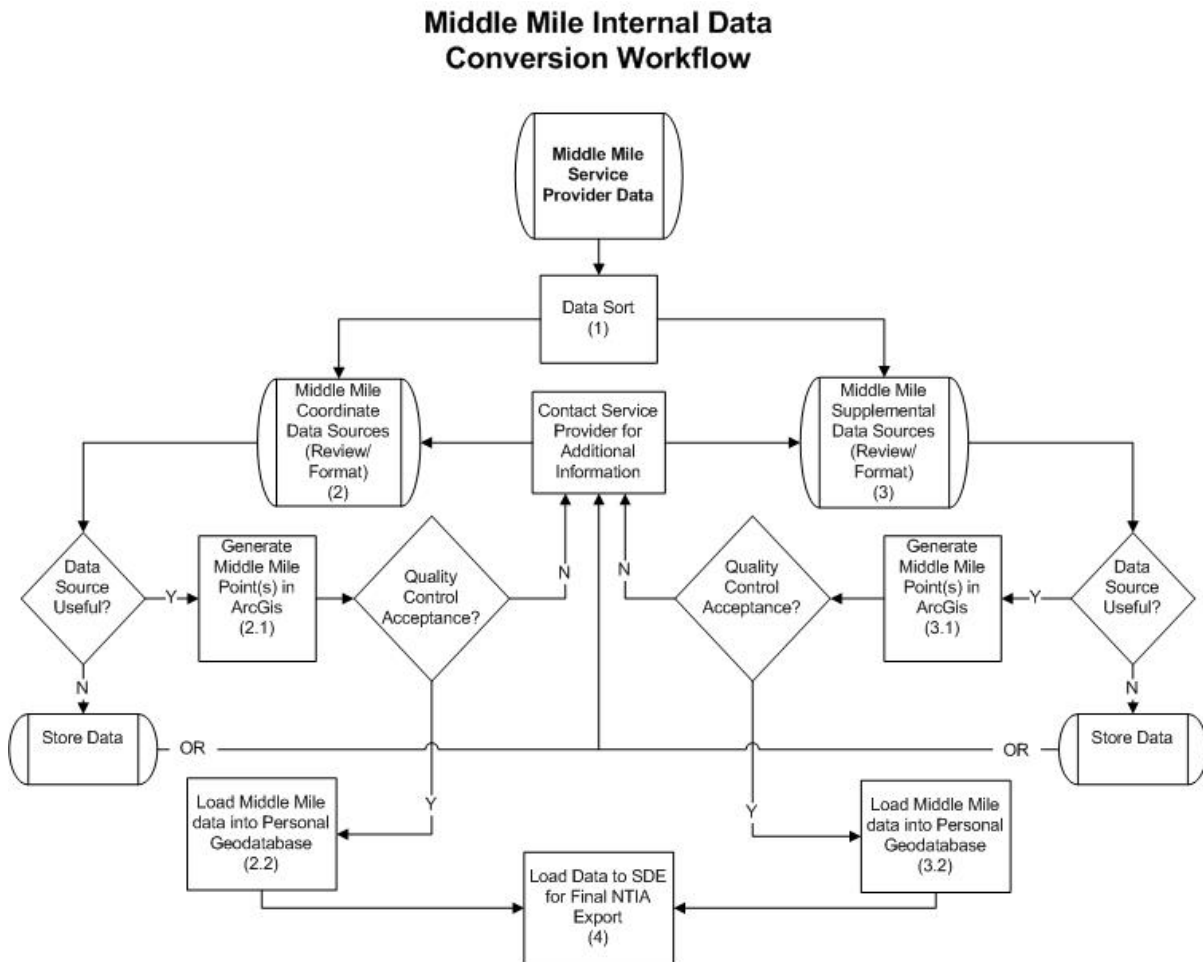 Middle Mile Internal Data
Conversion Workflow
Middle Mile
Service
Provider Data
Data Sort
(1)
Middle Mile
Coordinate
Data Sources
(Review/
Format)
(2)
Contact Service
Provider for
Additional
Information
Middle Mile
Supplemental
Data Sources
(Review/
Format)
(3)
Data
Source
Useful?
Y
Generate
Middle Mile
Point(s) in
ArcGis
(2.1)
Quality
Control
Acceptance?
N
N
Quality
Control
Acceptance?
Generate
Middle Mile
Point(s) in
ArcGis
(3.1)
Y
Data
Source
Useful?
N
N
Store Data
OR
OR
Store Data
Y
Y
Load Middle Mile
data into Personal
Geodatabase
(2.2)
Load Middle Mile
data into Personal
Geodatabase
(3.2)
Load Data to SDE
for Final NTIA
Export
(4)